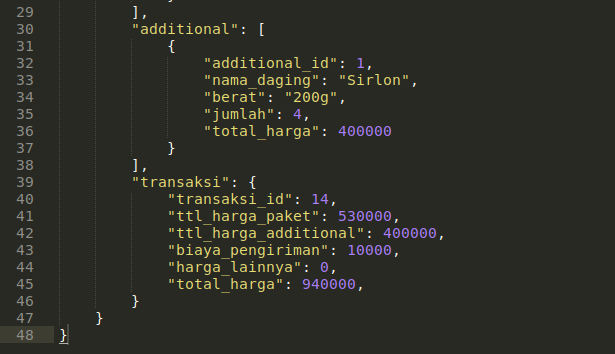 29 ],
30 "additional": [
31 {
32 "additional_id": 1,
33 "nama_daging": "Sirlon",
34 "berat": "200g",
35 "jumlah": 4,
36 "total_harga": 400000
37 }
38 ],
39 "transaksi": {
40 "transaksi_id": 14,
41 "ttl_harga_paket": 530000,
42 "ttl_harga_additional": 400000,
43 "biaya_pengiriman": 10000,
44 "harga_lainnya": 0,
45 "total_harga": 940000,
46 }
47 }
48 }